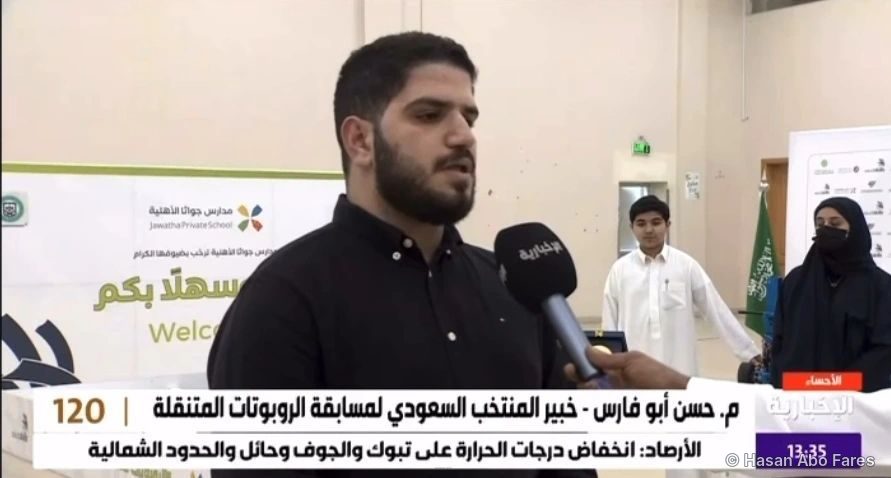 مدارس جواثا الأهلية
Jawatha Private School
مدارس جواثا الأهلية ترحب بضيوفها الكرام
وسهلًا بكم
Welco
الإخبارية
الأحساء
الإخبارية
م. حسن أبو فارس - خبير المنتخب السعودي لمسابقة الروبوتات المتنقلة | 120
الأرصاد: انخفاض درجات الحرارة على تبوك والجوف وحائل والحدود الشمالية
13:35
© Hasan Abo Fares